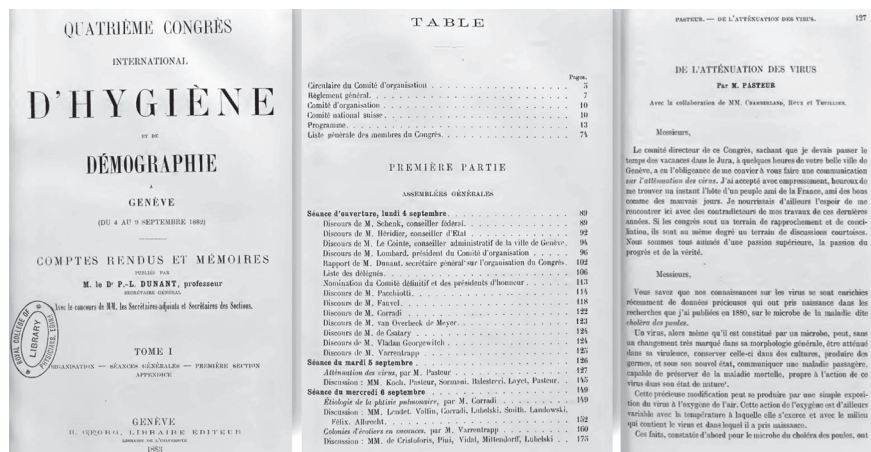 QUATRIÈME CONGRÈS
INTERNATIONAL
D'HYGIÈNE
ET DE
DÉMOGRAPHIE
A
GENÈVE
(DU 4 AU 9 SEPTEMBRE 1882)
COMPTES RENDUS ET MÉMOIRES
PUBLIÉS PAR
M. le Dr P.-L. DUNANT, professeur
SECRÉTAIRE GÉNÉRAL
Avec le concours de MM. les Secrétaires-adjoints et Secrétaires des Sections.
ROYAL COLLEGE OF
LIBRARY
TOME I
ORGANISATION — SÉANCES GÉNÉRALES — PREMIÈRE SECTION
APPENDICE
GENÈVE
H. GEORG, LIBRAIRE EDITEUR
LIBRAIRE DE L'UNIVERSITÉ
1883
TABLE
Pages.
Circulaire du Comité d'organisation . . . 5
Règlement général. . . . 7
Comité d'organisation . . . 10
Comité national suisse . . . 10
Programme. . . . 13
Liste générale des membres du Congrès. . . . 74
PREMIÈRE PARTIE
ASSEMBLÉES GÉNÉRALES
Séance d'ouverture, lundi 4 septembre. . . . 89
Discours de M. Schenk, conseiller fédéral. . . . 89
Discours de M. Héridier, conseiller d'État . . . 92
Discours de M. Le Cointe, conseiller administratif de la ville de Genève. 94
Discours de M. Lombard, président du Comité d'organisation . . . 96
Rapport de M. Dunant, secrétaire général sur l'organisation du Congrès. 102
Liste des délégués. . . . 106
Nomination du Comité définitif et des présidents d'honneur. . . . 113
Discours de M. Pacchiotti. . . . 114
Discours de M. Fauvel. . . . 118
Discours de M. Corradi . . . 122
Discours de M. van Overbeck de Meyer. . . . 123
Discours de M. de Csatary . . . 124
Discours de M. Vladan Georgewitch . . . 124
Discours de M. Varrentrapp. . . . 125
Séance du mardi 5 septembre . . . 126
Atténuation des virus, par M. Pasteur . . . 127
Discussion : MM. Koch, Pasteur, Sormani, Balestreri, Layet, Pasteur. . 145
Séance du mercredi 6 septembre . . . 149
Étiologie de la phtisie pulmonaire, par M. Corradi . . . 149
Discussion : MM. Leudet, Vallin, Corradi, Lubelski, Smith, Landowski,
Félix, Albrecht. . . . 152
Colonies d'écoliers en vacances, par M. Varrentrapp . . . 160
Discussion : MM. de Cristoforis, Pini, Vidal, Mittendorff, Lubelski . . 175
PASTEUR. — DE L'ATTÉNUATION DES VIRUS. 127
DE L'ATTÉNUATION DES VIRUS
Par M. PASTEUR
Avec la collaboration de MM. Chamberland, Roux et Thuillier.
Messieurs,
Le comité directeur de ce Congrès, sachant que je devais passer le
temps des vacances dans le Jura, à quelques heures de votre belle ville de
Genève, a eu l'obligeance de me convier à vous faire une communication
sur l'atténuation des virus. J'ai accepté avec empressement, heureux de
me trouver un instant l'hôte d'un peuple ami de la France, ami des bons
comme des mauvais jours. Je nourrissais d'ailleurs l'espoir de me
rencontrer ici avec des contradicteurs de mes travaux de ces dernières
années. Si les congrès sont un terrain de rapprochement et de conci-
liation, ils sont au même degré un terrain de discussions courtoises.
Nous sommes tous animés d'une passion supérieure, la passion du
progrès et de la vérité.
Messieurs,
Vous savez que nos connaissances sur les virus se sont enrichies
récemment de données précieuses qui ont pris naissance dans les
recherches que j'ai publiées en 1880, sur le microbe de la maladie dite
choléra des poules.
Un virus, alors même qu'il est constitué par un microbe, peut, sans
un changement très marqué dans sa morphologie générale, être atténué
dans sa virulence, conserver celle-ci dans des cultures, produire des
germes, et sous son nouvel état, communiquer une maladie passagère,
capable de préserver de la maladie mortelle, propre à l'action de ce
virus dans son état de nature¹.
Cette précieuse modification peut se produire par une simple exposi-
tion du virus à l'oxygène de l'air. Cette action de l'oxygène est d'ailleurs
variable avec la température à laquelle elle s'exerce et avec le milieu
qui contient le virus et dans lequel il a pris naissance.
Ces faits, constatés d'abord pour le microbe du choléra des poules, ont